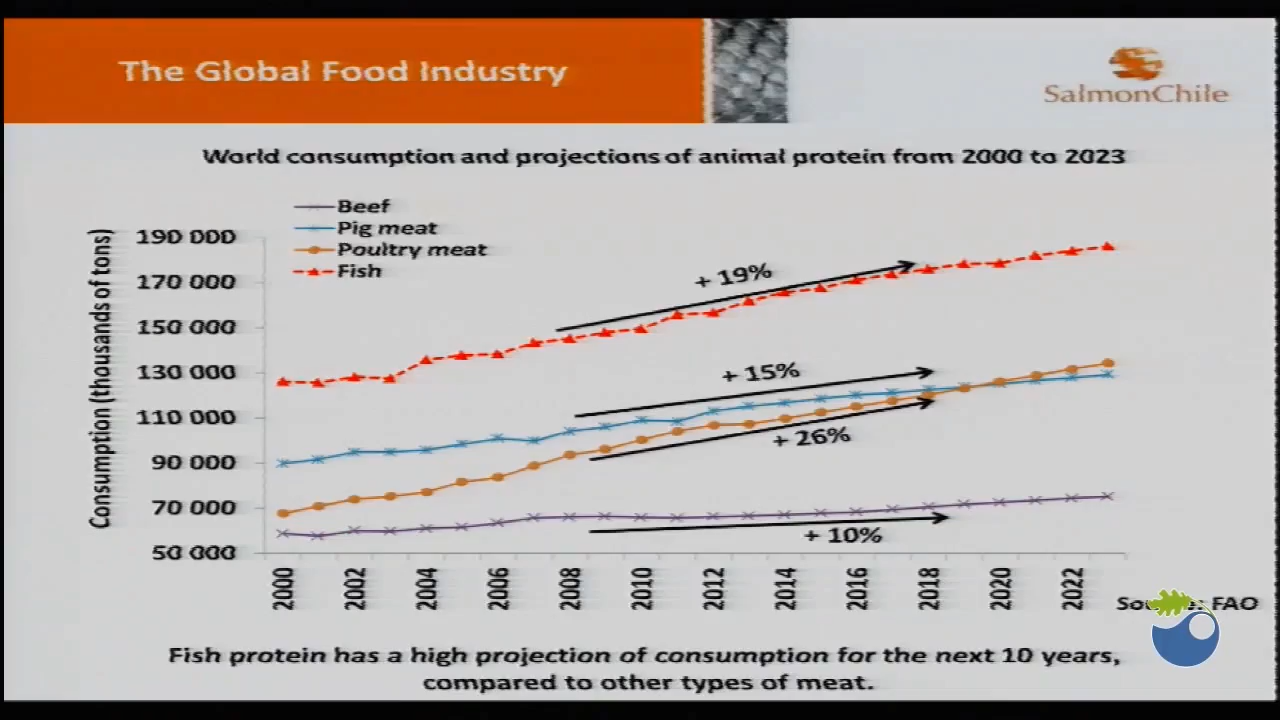 The Global Food Industry
SalmonChile
World consumption and projections of animal protein from 2000 to 2023
Beef
Pig meat
Poultry meat
Fish
Consumption (thousands of tons)
190 000
170 000
150 000
130 000
110 000
90 000
70 000
50 000
+ 19%
+ 15%
+ 26%
+ 10%
2000
2002
2004
2006
2008
2010
2012
2014
2016
2018
2020
2022
FAO
Fish protein has a high projection of consumption for the next 10 years,
compared to other types of meat.